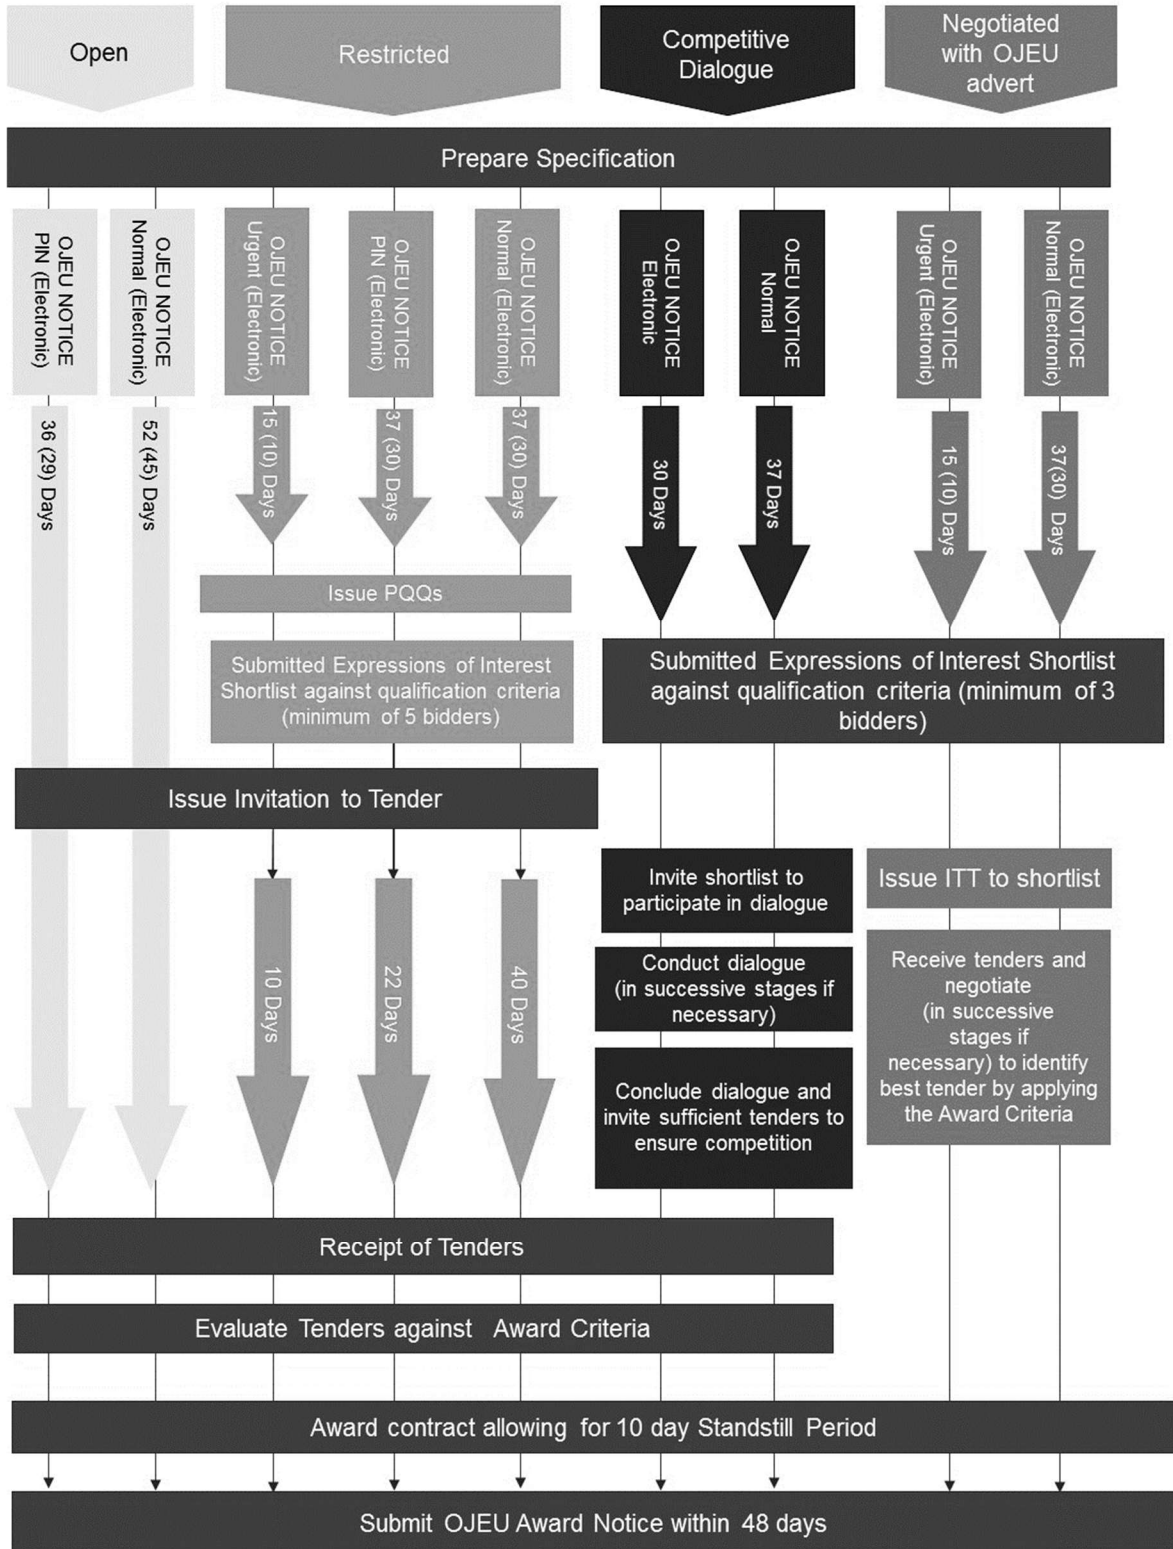 Open
Restricted
Competitive
Dialogue
Negotiated
with OJEU
advert
Prepare Specification
OJEU NOTICE
PIN (Electronic)
OJEU NOTICE
Normal (Electronic)
OJEU NOTICE
Urgent (Electronic)
OJEU NOTICE
PIN (Electronic)
OJEU NOTICE
Normal (Electronic)
OJEU NOTICE
Electronic
OJEU NOTICE
Normal
OJEU NOTICE
Urgent (Electronic)
OJEU NOTICE
Normal (Electronic)
36 (29) Days
52 (45) Days
15 (10) Days
37 (30) Days
37 (30) Days
30 Days
37 Days
15 (10) Days
37(30) Days
Issue PQQs
Submitted Expressions of Interest
Shortlist against qualification criteria
(minimum of 5 bidders)
Submitted Expressions of Interest Shortlist
against qualification criteria (minimum of 3
bidders)
Issue Invitation to Tender
10 Days
22 Days
40 Days
Invite shortlist to
participate in dialogue
Conduct dialogue
(in successive stages if
necessary)
Conclude dialogue and
invite sufficient tenders to
ensure competition
Issue ITT to shortlist
Receive tenders and
negotiate
(in successive
stages if
necessary) to identify
best tender by applying
the Award Criteria
Receipt of Tenders
Evaluate Tenders against Award Criteria
Award contract allowing for 10 day Standstill Period
Submit OJEU Award Notice within 48 days